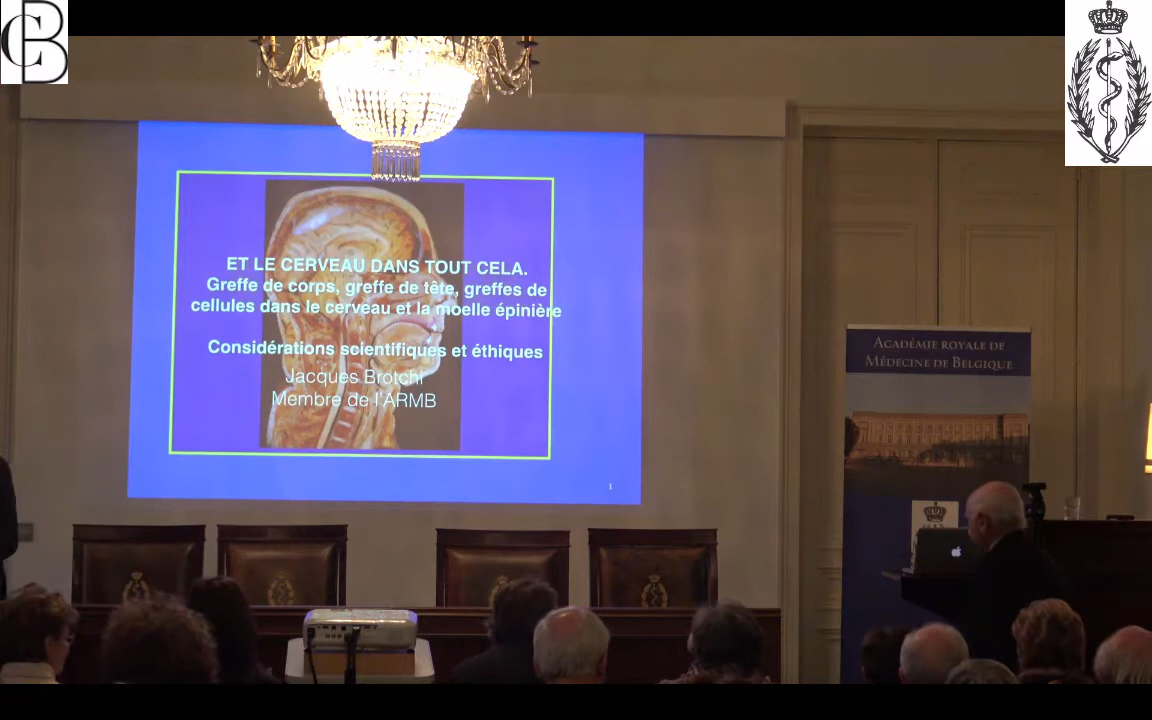 CB
ET LE CERVEAU DANS TOUT CELA.
Greffe de corps, greffe de tête, greffes de
cellules dans le cerveau et la moelle épinière
Considérations scientifiques et éthiques
Jacques Brotchi
Membre de l'ARMB
1
ACADÉMIE ROYALE DE
MÉDECINE DE BELGIQUE